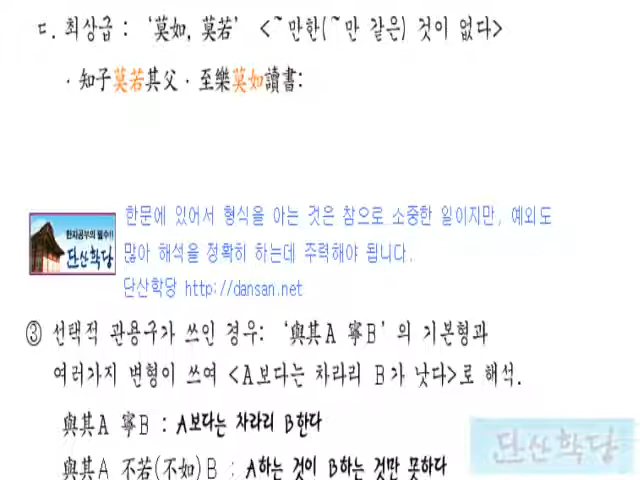 ㄷ. 최상급 : ‘莫如, 莫若’ <~만한(~만 같은) 것이 없다>
· 知子莫若其父 · 至樂莫如讀書:
한문에 있어서 형식을 아는 것은 참으로 소중한 일이지만, 예외도
많아 해석을 정확히 하는데 주력해야 됩니다.
단산학당 http://dansan.net
한자공부의 필수!!
단산학당
③ 선택적 관용구가 쓰인 경우: ‘與其A 寧B’의 기본형과
여러가지 변형이 쓰여 <A보다는 차라리 B가 낫다>로 해석.
與其A 寧B : A보다는 차라리 B한다
與其A 不若(不如)B : A하는 것이 B하는 것만 못하다
단산학당